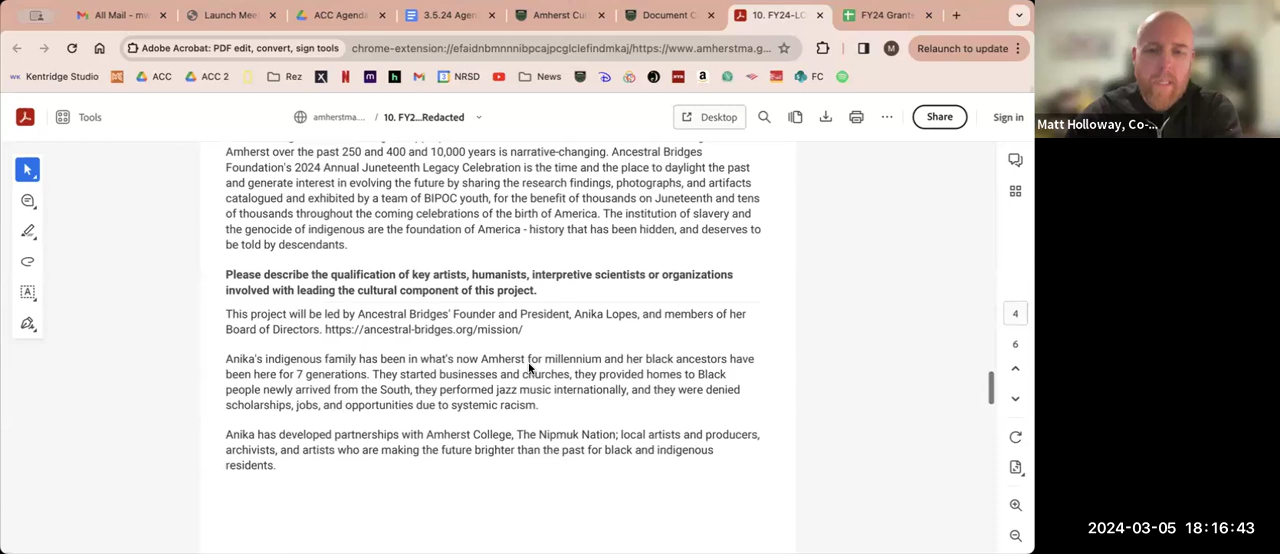 All Mail - mw
Launch Mee
ACC Agenda
3.5.24 Agen
Amherst Cul
Document C
10. FY24-LC
FY24 Grants
Adobe Acrobat: PDF edit, convert, sign tools
chrome-extension://efaidnbmnnnibpcajpcglclefindmkaj/https://www.amherstma.g...
M
Relaunch to update
Kentridge Studio
ACC
ACC 2
Rez
NRSD
News
FC
Tools
amherstma....
/ 10. FY2...Redacted
Desktop
Share
Sign in
Amherst over the past 250 and 400 and 10,000 years is narrative-changing. Ancestral Bridges
Foundation's 2024 Annual Juneteenth Legacy Celebration is the time and the place to daylight the past
and generate interest in evolving the future by sharing the research findings, photographs, and artifacts
catalogued and exhibited by a team of BIPOC youth, for the benefit of thousands on Juneteenth and tens
of thousands throughout the coming celebrations of the birth of America. The institution of slavery and
the genocide of indigenous are the foundation of America - history that has been hidden, and deserves to
be told by descendants.
Please describe the qualification of key artists, humanists, interpretive scientists or organizations
involved with leading the cultural component of this project.
This project will be led by Ancestral Bridges' Founder and President, Anika Lopes, and members of her
Board of Directors. https://ancestral-bridges.org/mission/
Anika's indigenous family has been in what's now Amherst for millennium and her black ancestors have
been here for 7 generations. They started businesses and churches, they provided homes to Black
people newly arrived from the South, they performed jazz music internationally, and they were denied
scholarships, jobs, and opportunities due to systemic racism.
Anika has developed partnerships with Amherst College, The Nipmuk Nation; local artists and producers,
archivists, and artists who are making the future brighter than the past for black and indigenous
residents.
4
6
Matt Holloway, Co-...
2024-03-05 18:16:43